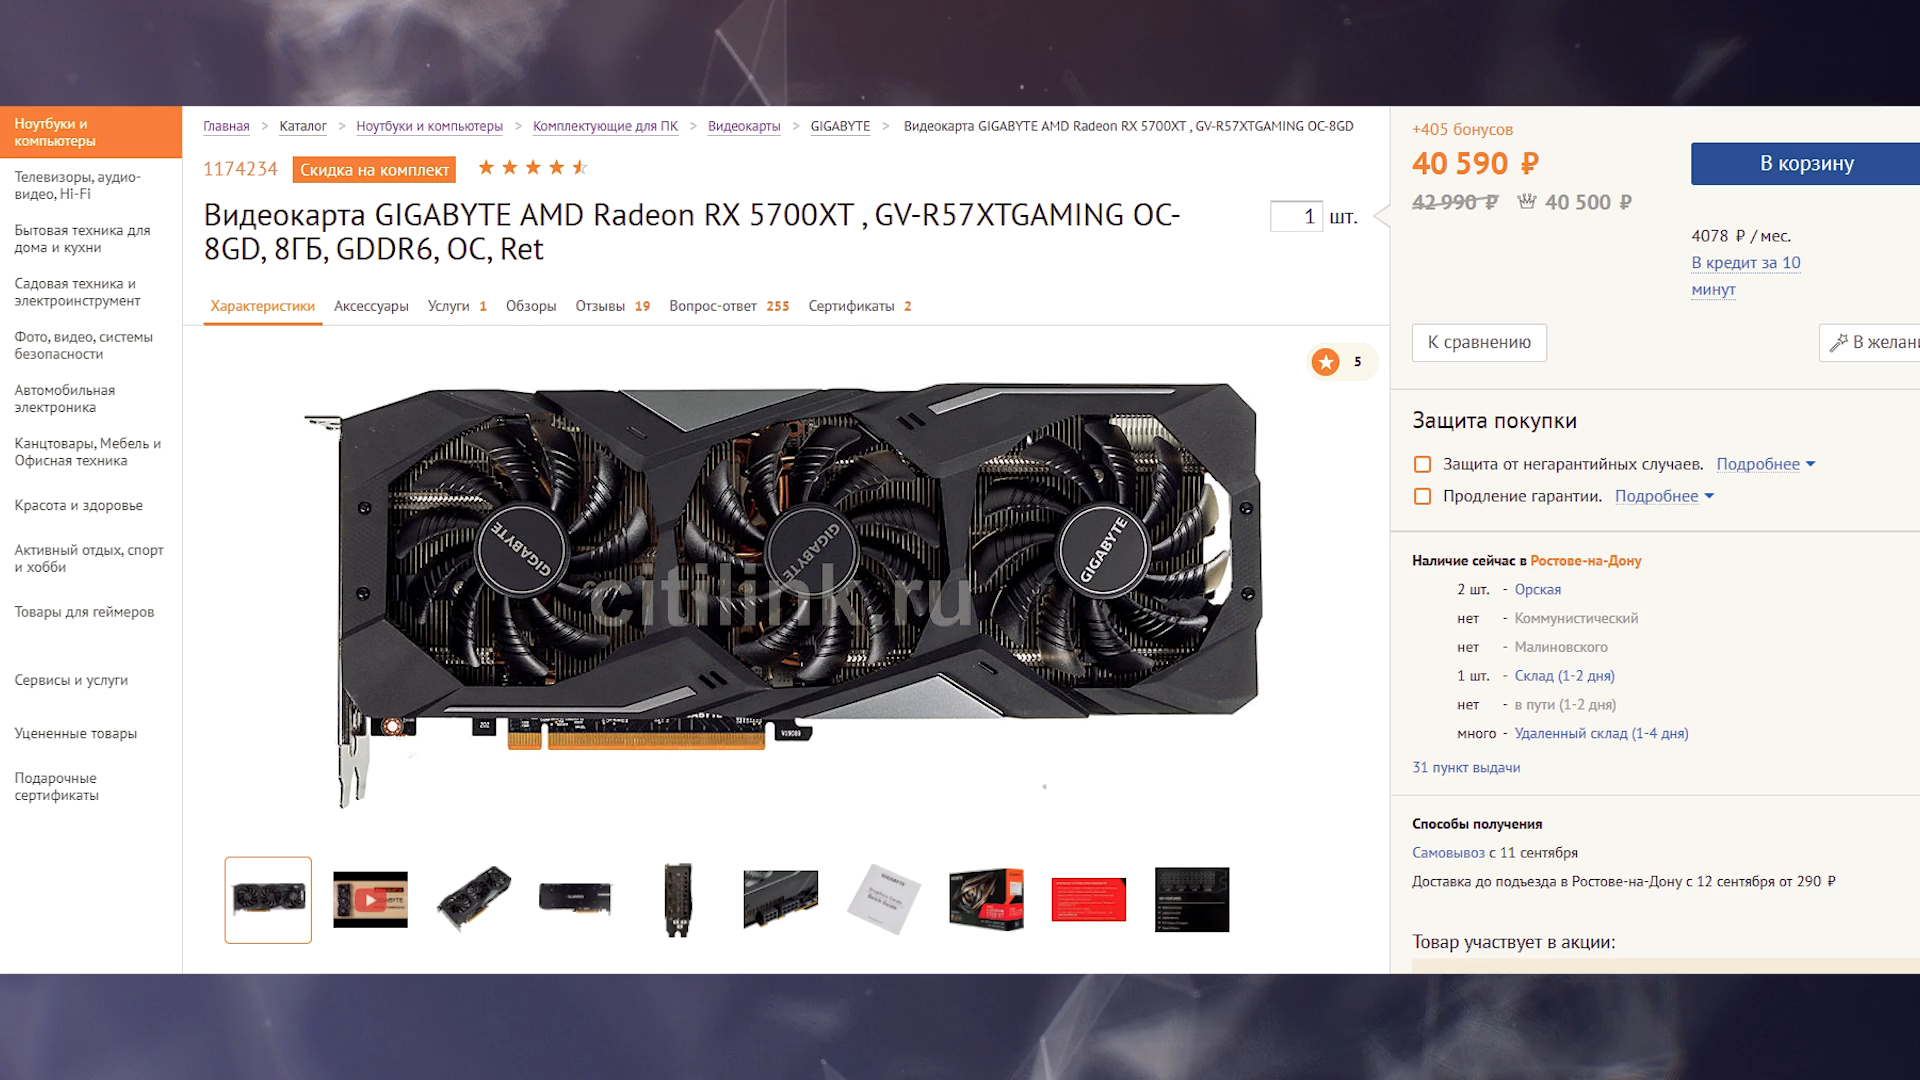 Ноутбуки и
компьютеры
Телевизоры, аудио-
видео, Hi-Fi
Бытовая техника для
дома и кухни
Садовая техника и
электроинструмент
Фото, видео, системы
безопасности
Автомобильная
электроника
Канцтовары, Мебель и
Офисная техника
Красота и здоровье
Активный отдых, спорт
и хобби
Товары для геймеров
Сервисы и услуги
Уцененные товары
Подарочные
сертификаты
Главная > Каталог > Ноутбуки и компьютеры > Комплектующие для ПК > Видеокарты > GIGABYTE > Видеокарта GIGABYTE AMD Radeon RX 5700XT , GV-R57XTGAMING OC-8GD
1174234 Скидка на комплект
Видеокарта GIGABYTE AMD Radeon RX 5700XT , GV-R57XTGAMING OC-
8GD, 8ГБ, GDDR6, OC, Ret
1 шт.
Характеристики Аксессуары Услуги 1 Обзоры Отзывы 19 Вопрос-ответ 255 Сертификаты 2
5
GIGABYTE
GIGABYTE
GIGABYTE
citilink.ru
+405 бонусов
40 590 ₽
42 990 ₽ 40 500 ₽
В корзину
4078 ₽ / мес.
В кредит за 10
минут
К сравнению
В желани
Защита покупки
Защита от негарантийных случаев. Подробнее
Продление гарантии. Подробнее
Наличие сейчас в Ростове-на-Дону
2 шт. - Орская
нет - Коммунистический
нет - Малиновского
1 шт. - Склад (1-2 дня)
нет - в пути (1-2 дня)
много - Удаленный склад (1-4 дня)
31 пункт выдачи
Способы получения
Самовывоз с 11 сентября
Доставка до подъезда в Ростове-на-Дону с 12 сентября от 290 ₽
Товар участвует в акции: